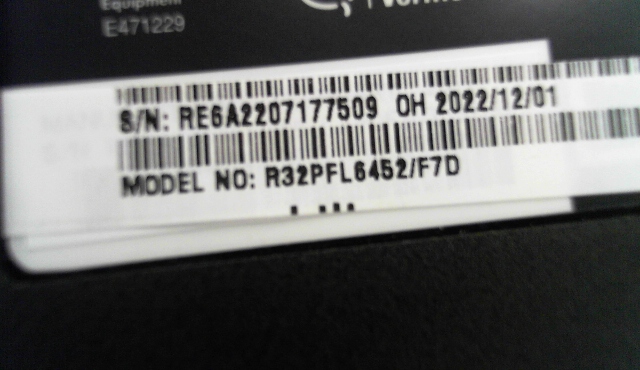 Equipment
E471229
S/N: RE6A2207177509 OH 2022/12/01
MODEL NO: R32PFL6452/F7D